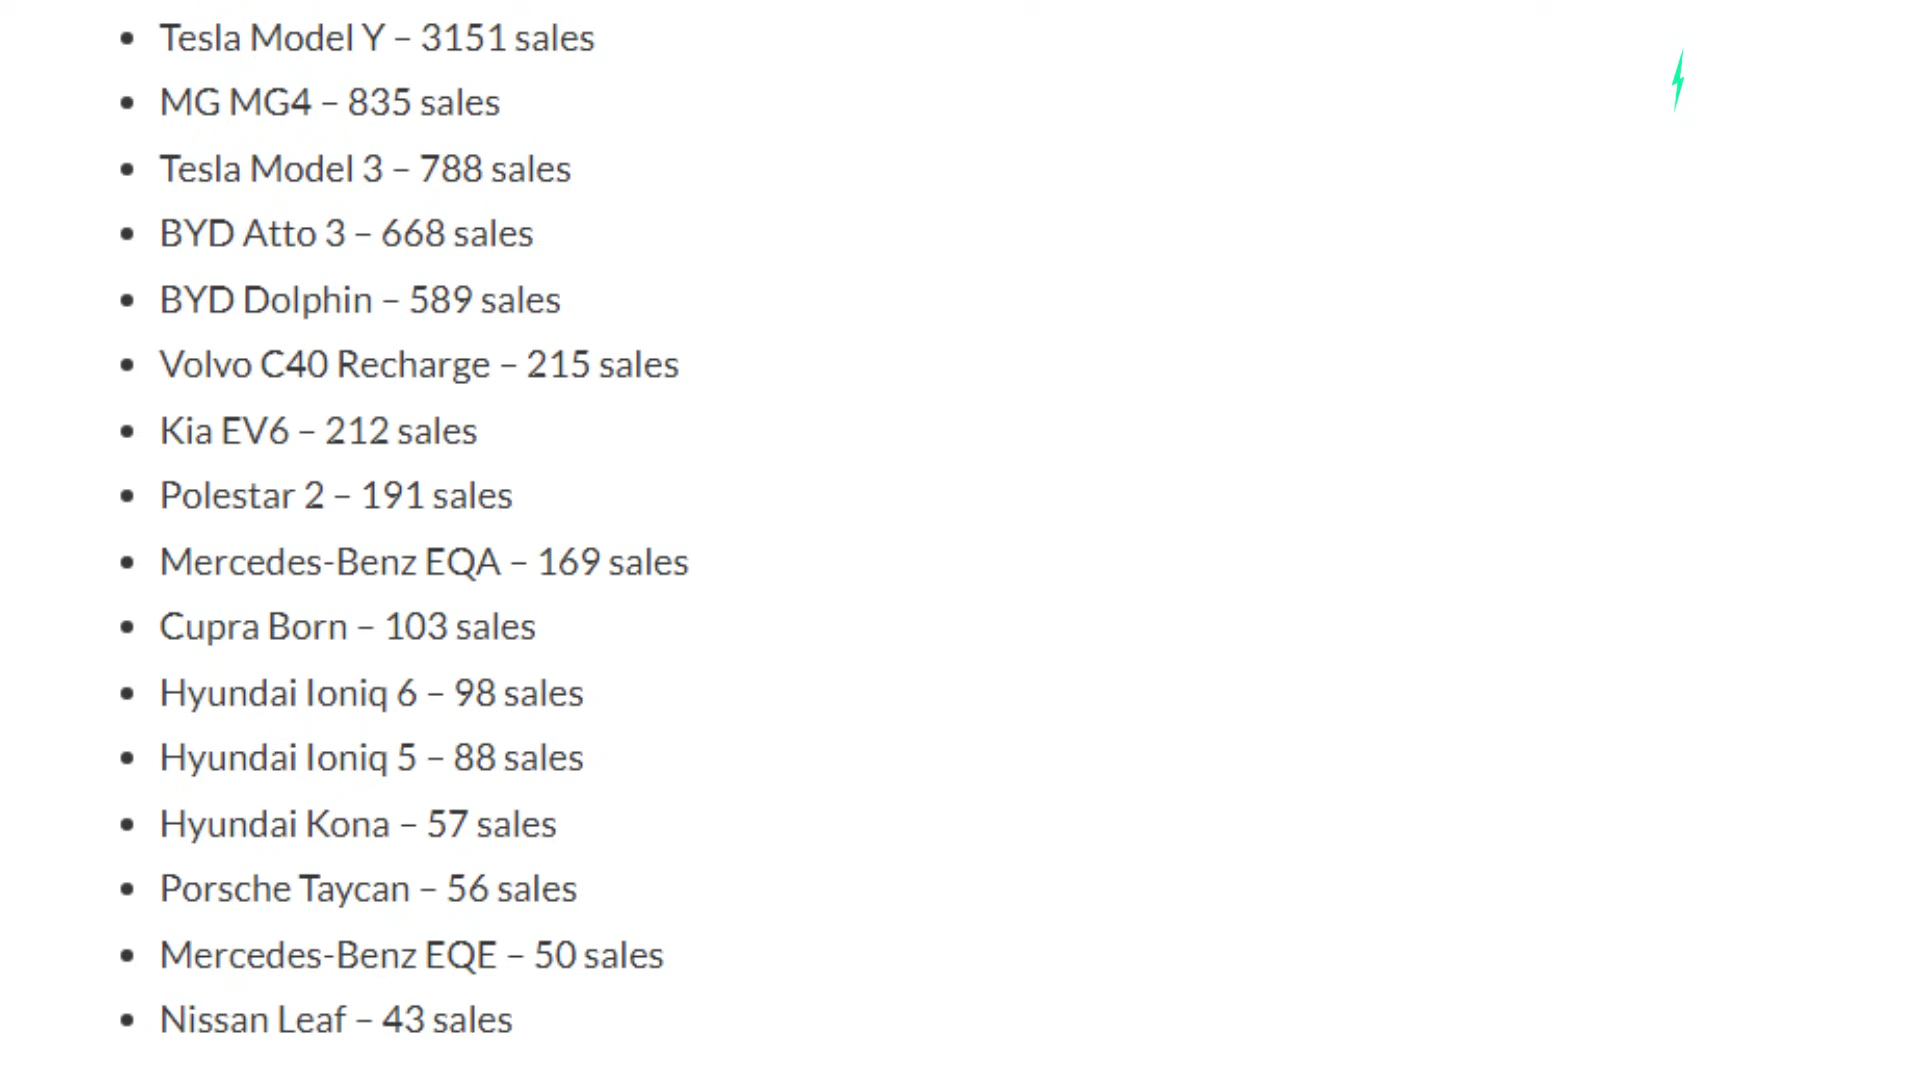 Tesla Model Y – 3151 sales
MG MG4 – 835 sales
Tesla Model 3 – 788 sales
BYD Atto 3 – 668 sales
BYD Dolphin – 589 sales
Volvo C40 Recharge – 215 sales
Kia EV6 – 212 sales
Polestar 2 – 191 sales
Mercedes-Benz EQA – 169 sales
Cupra Born – 103 sales
Hyundai Ioniq 6 – 98 sales
Hyundai Ioniq 5 – 88 sales
Hyundai Kona – 57 sales
Porsche Taycan – 56 sales
Mercedes-Benz EQE – 50 sales
Nissan Leaf – 43 sales